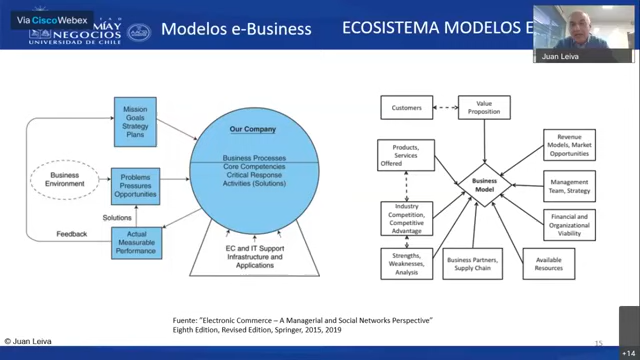 Via Cisco Webex
NEGOCIOS
UNIVERSIDAD DE CHILE
Modelos e-Business
ECOSISTEMA MODELOS E
Juan Leiva
Mission
Goals
Strategy
Plans
Business
Environment
Problems
Pressures
Opportunities
Solutions
Feedback
Actual
Measurable
Performance
Our Company
Business Processes
Core Competencies
Critical Response
Activities (Solutions)
EC and IT Support
Infrastructure and
Applications
Customers
Value
Proposition
Products,
Services
Offered
Industry
Competition,
Competitive
Advantage
Strengths,
Weaknesses,
Analysis
Business
Model
Business Partners,
Supply Chain
Available
Resources
Revenue
Models, Market
Opportunities
Management
Team, Strategy
Financial and
Organizational
Viability
Fuente: "Electronic Commerce – A Managerial and Social Networks Perspective"
Eighth Edition, Revised Edition, Springer, 2015, 2019
© Juan Leiva
15
+14